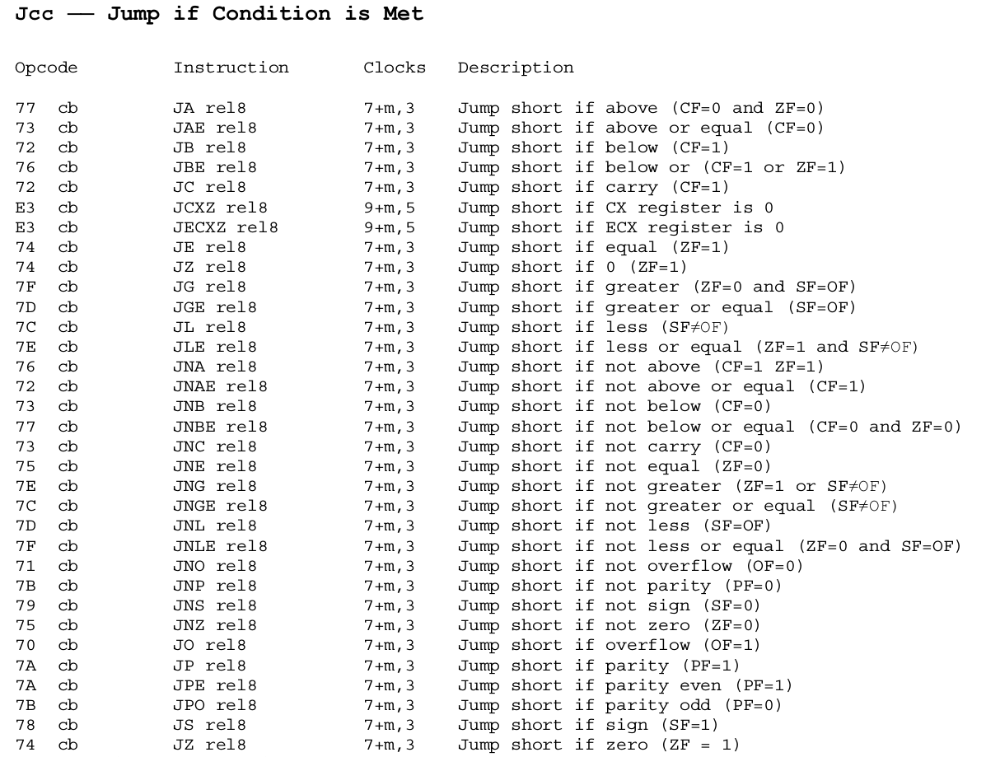 Jcc —— Jump if Condition is Met
Opcode Instruction Clocks Description
77 cb JA rel8 7+m,3 Jump short if above (CF=0 and ZF=0)
73 cb JAE rel8 7+m,3 Jump short if above or equal (CF=0)
72 cb JB rel8 7+m,3 Jump short if below (CF=1)
76 cb JBE rel8 7+m,3 Jump short if below or (CF=1 or ZF=1)
72 cb JC rel8 7+m,3 Jump short if carry (CF=1)
E3 cb JCXZ rel8 9+m,5 Jump short if CX register is 0
E3 cb JECXZ rel8 9+m,5 Jump short if ECX register is 0
74 cb JE rel8 7+m,3 Jump short if equal (ZF=1)
74 cb JZ rel8 7+m,3 Jump short if 0 (ZF=1)
7F cb JG rel8 7+m,3 Jump short if greater (ZF=0 and SF=OF)
7D cb JGE rel8 7+m,3 Jump short if greater or equal (SF=OF)
7C cb JL rel8 7+m,3 Jump short if less (SF≠OF)
7E cb JLE rel8 7+m,3 Jump short if less or equal (ZF=1 and SF≠OF)
76 cb JNA rel8 7+m,3 Jump short if not above (CF=1 ZF=1)
72 cb JNAE rel8 7+m,3 Jump short if not above or equal (CF=1)
73 cb JNB rel8 7+m,3 Jump short if not below (CF=0)
77 cb JNBE rel8 7+m,3 Jump short if not below or equal (CF=0 and ZF=0)
73 cb JNC rel8 7+m,3 Jump short if not carry (CF=0)
75 cb JNE rel8 7+m,3 Jump short if not equal (ZF=0)
7E cb JNG rel8 7+m,3 Jump short if not greater (ZF=1 or SF≠OF)
7C cb JNGE rel8 7+m,3 Jump short if not greater or equal (SF≠OF)
7D cb JNL rel8 7+m,3 Jump short if not less (SF=OF)
7F cb JNLE rel8 7+m,3 Jump short if not less or equal (ZF=0 and SF=OF)
71 cb JNO rel8 7+m,3 Jump short if not overflow (OF=0)
7B cb JNP rel8 7+m,3 Jump short if not parity (PF=0)
79 cb JNS rel8 7+m,3 Jump short if not sign (SF=0)
75 cb JNZ rel8 7+m,3 Jump short if not zero (ZF=0)
70 cb JO rel8 7+m,3 Jump short if overflow (OF=1)
7A cb JP rel8 7+m,3 Jump short if parity (PF=1)
7A cb JPE rel8 7+m,3 Jump short if parity even (PF=1)
7B cb JPO rel8 7+m,3 Jump short if parity odd (PF=0)
78 cb JS rel8 7+m,3 Jump short if sign (SF=1)
74 cb JZ rel8 7+m,3 Jump short if zero (ZF = 1)